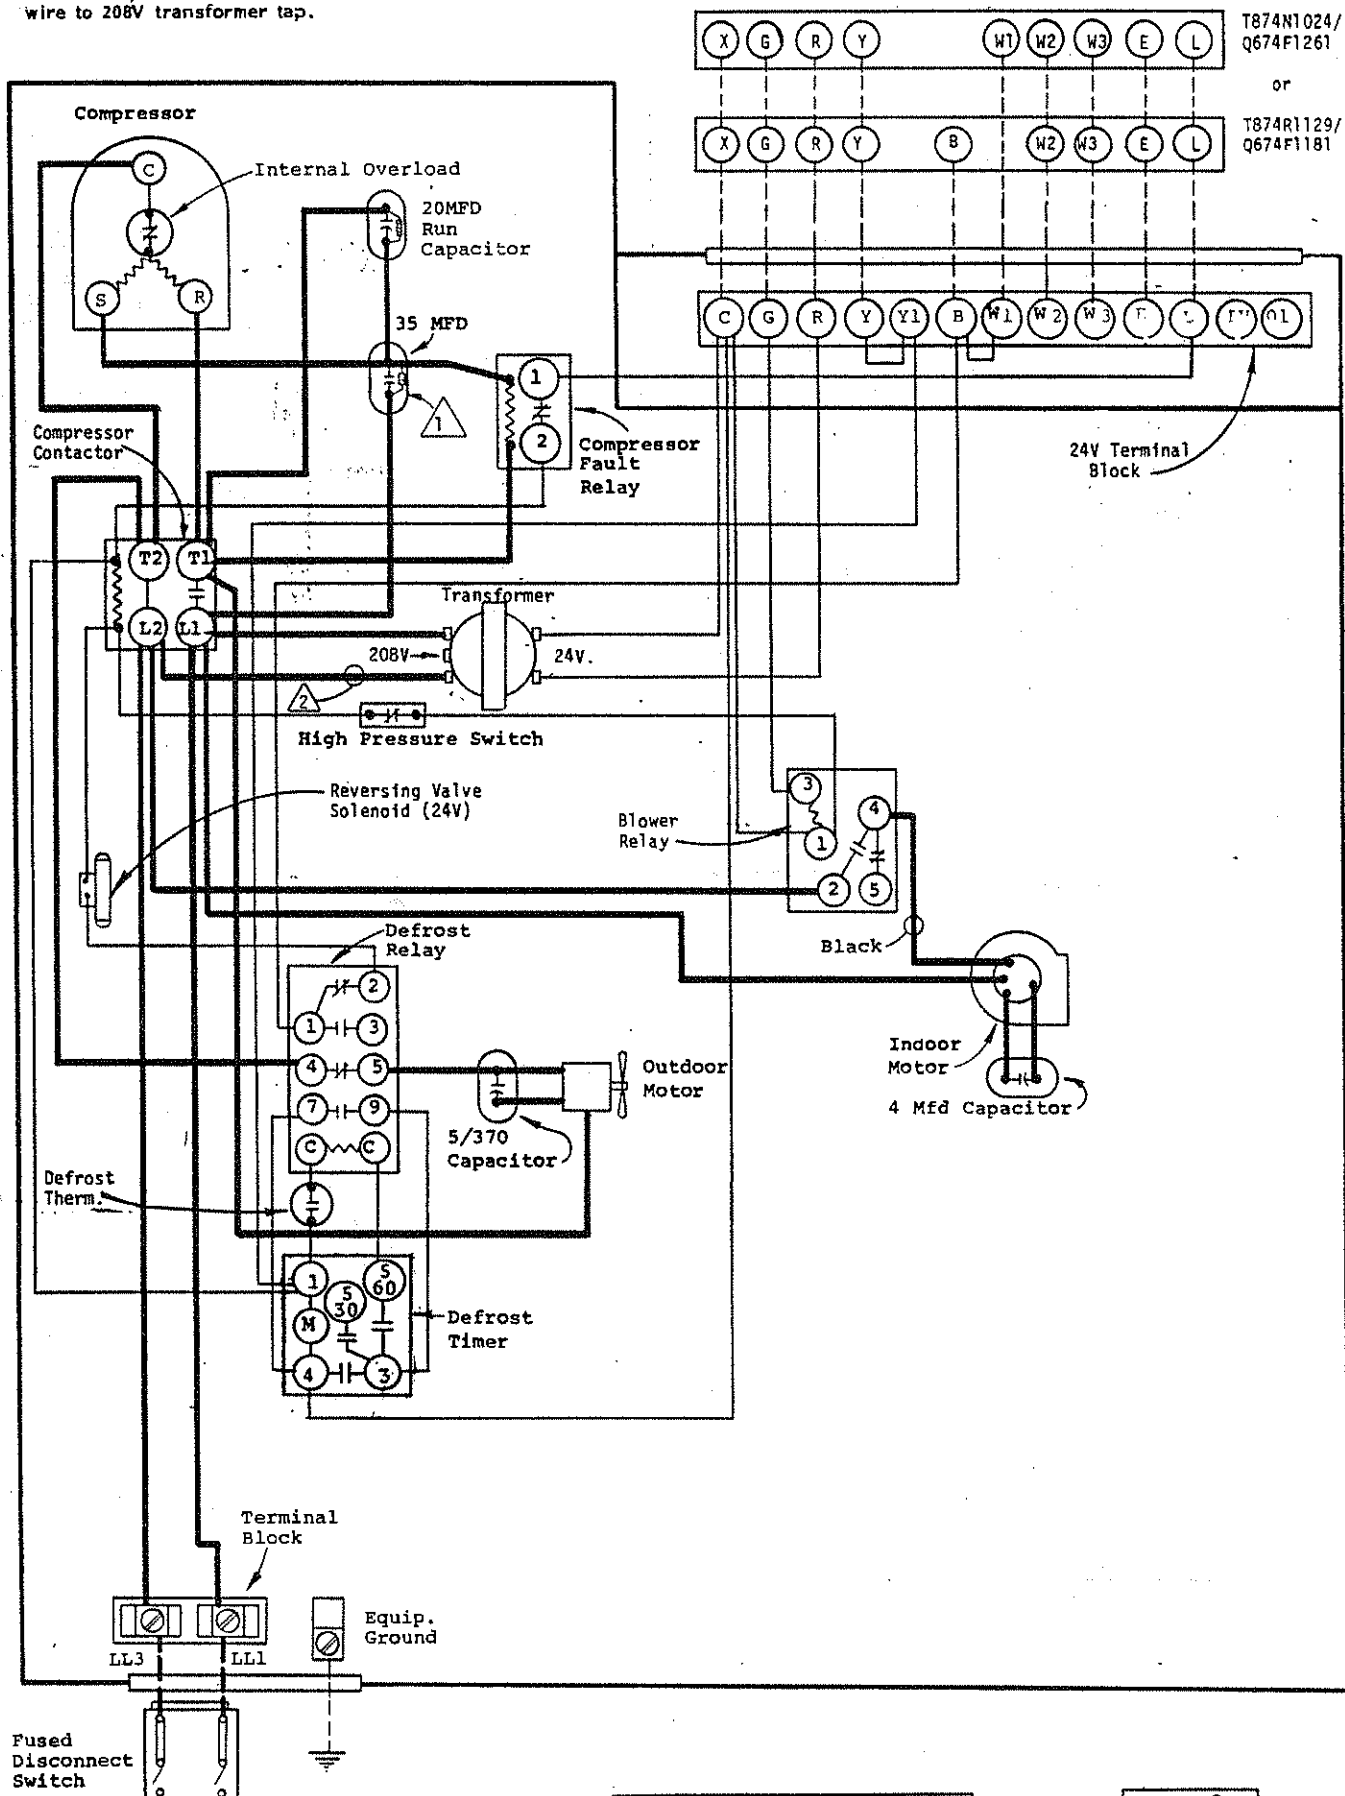 wire to 208V transformer tap.
X G R Y W1 W2 W3 E L
T874N1024/
Q674F1261
or
X G R Y B W2 W3 E L
T874R1129/
Q674F1181
Compressor
C
Internal Overload
S R
20MFD
Run
Capacitor
35 MFD
1
C G R Y Y1 B W1 W2 W3
24V Terminal
Block
1
2
Compressor
Fault
Relay
Compressor
Contactor
T2 T1
L2 L1
Transformer
208V
24V.
2
High Pressure Switch
Reversing Valve
Solenoid (24V)
Blower
Relay
3
4
1
2 5
Black
Defrost
Relay
2
1 3
4 5
7 9
C C
Outdoor
Motor
5/370
Capacitor
Indoor
Motor
4 Mfd Capacitor
Defrost
Therm.
1
5
30
5
60
M
4 3
Defrost
Timer
Terminal
Block
LL3 LL1
Equip.
Ground
Fused
Disconnect
Switch